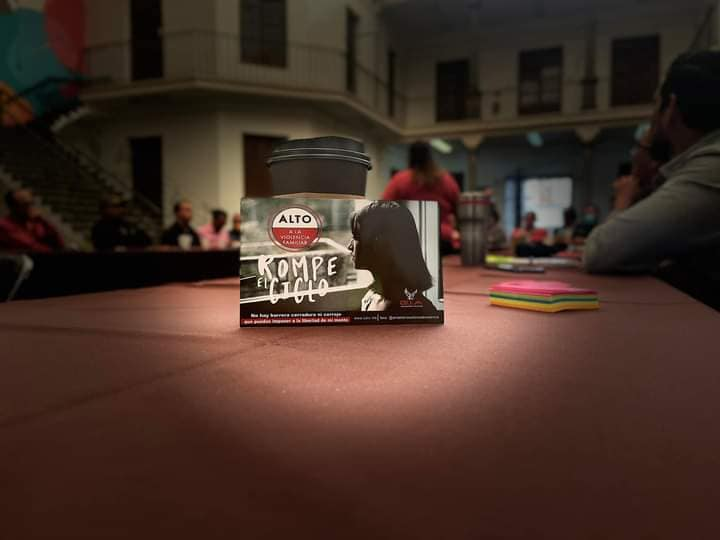 ALTO
A LA
VIOLENCIA
FAMILIAR
ROMPE
EL CICLO
No hay barrera cerradura ni cerrojo
que puedas imponer a la libertad de mi mente